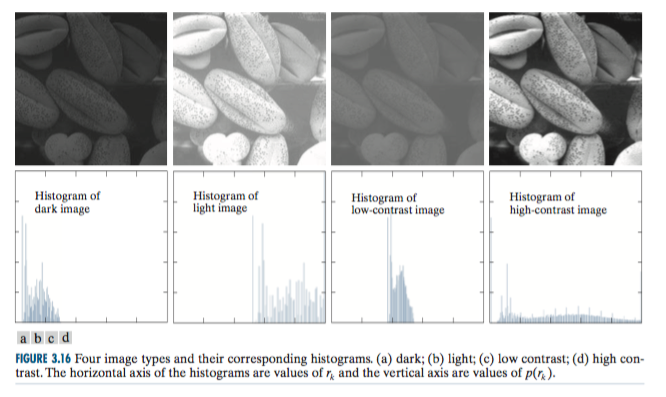 Histogram of
dark image
Histogram of
light image
Histogram of
low-contrast image
Histogram of
high-contrast image
a b c d
FIGURE 3.16 Four image types and their corresponding histograms. (a) dark; (b) light; (c) low contrast; (d) high con-
trast. The horizontal axis of the histograms are values of rₖ and the vertical axis are values of p(rₖ).